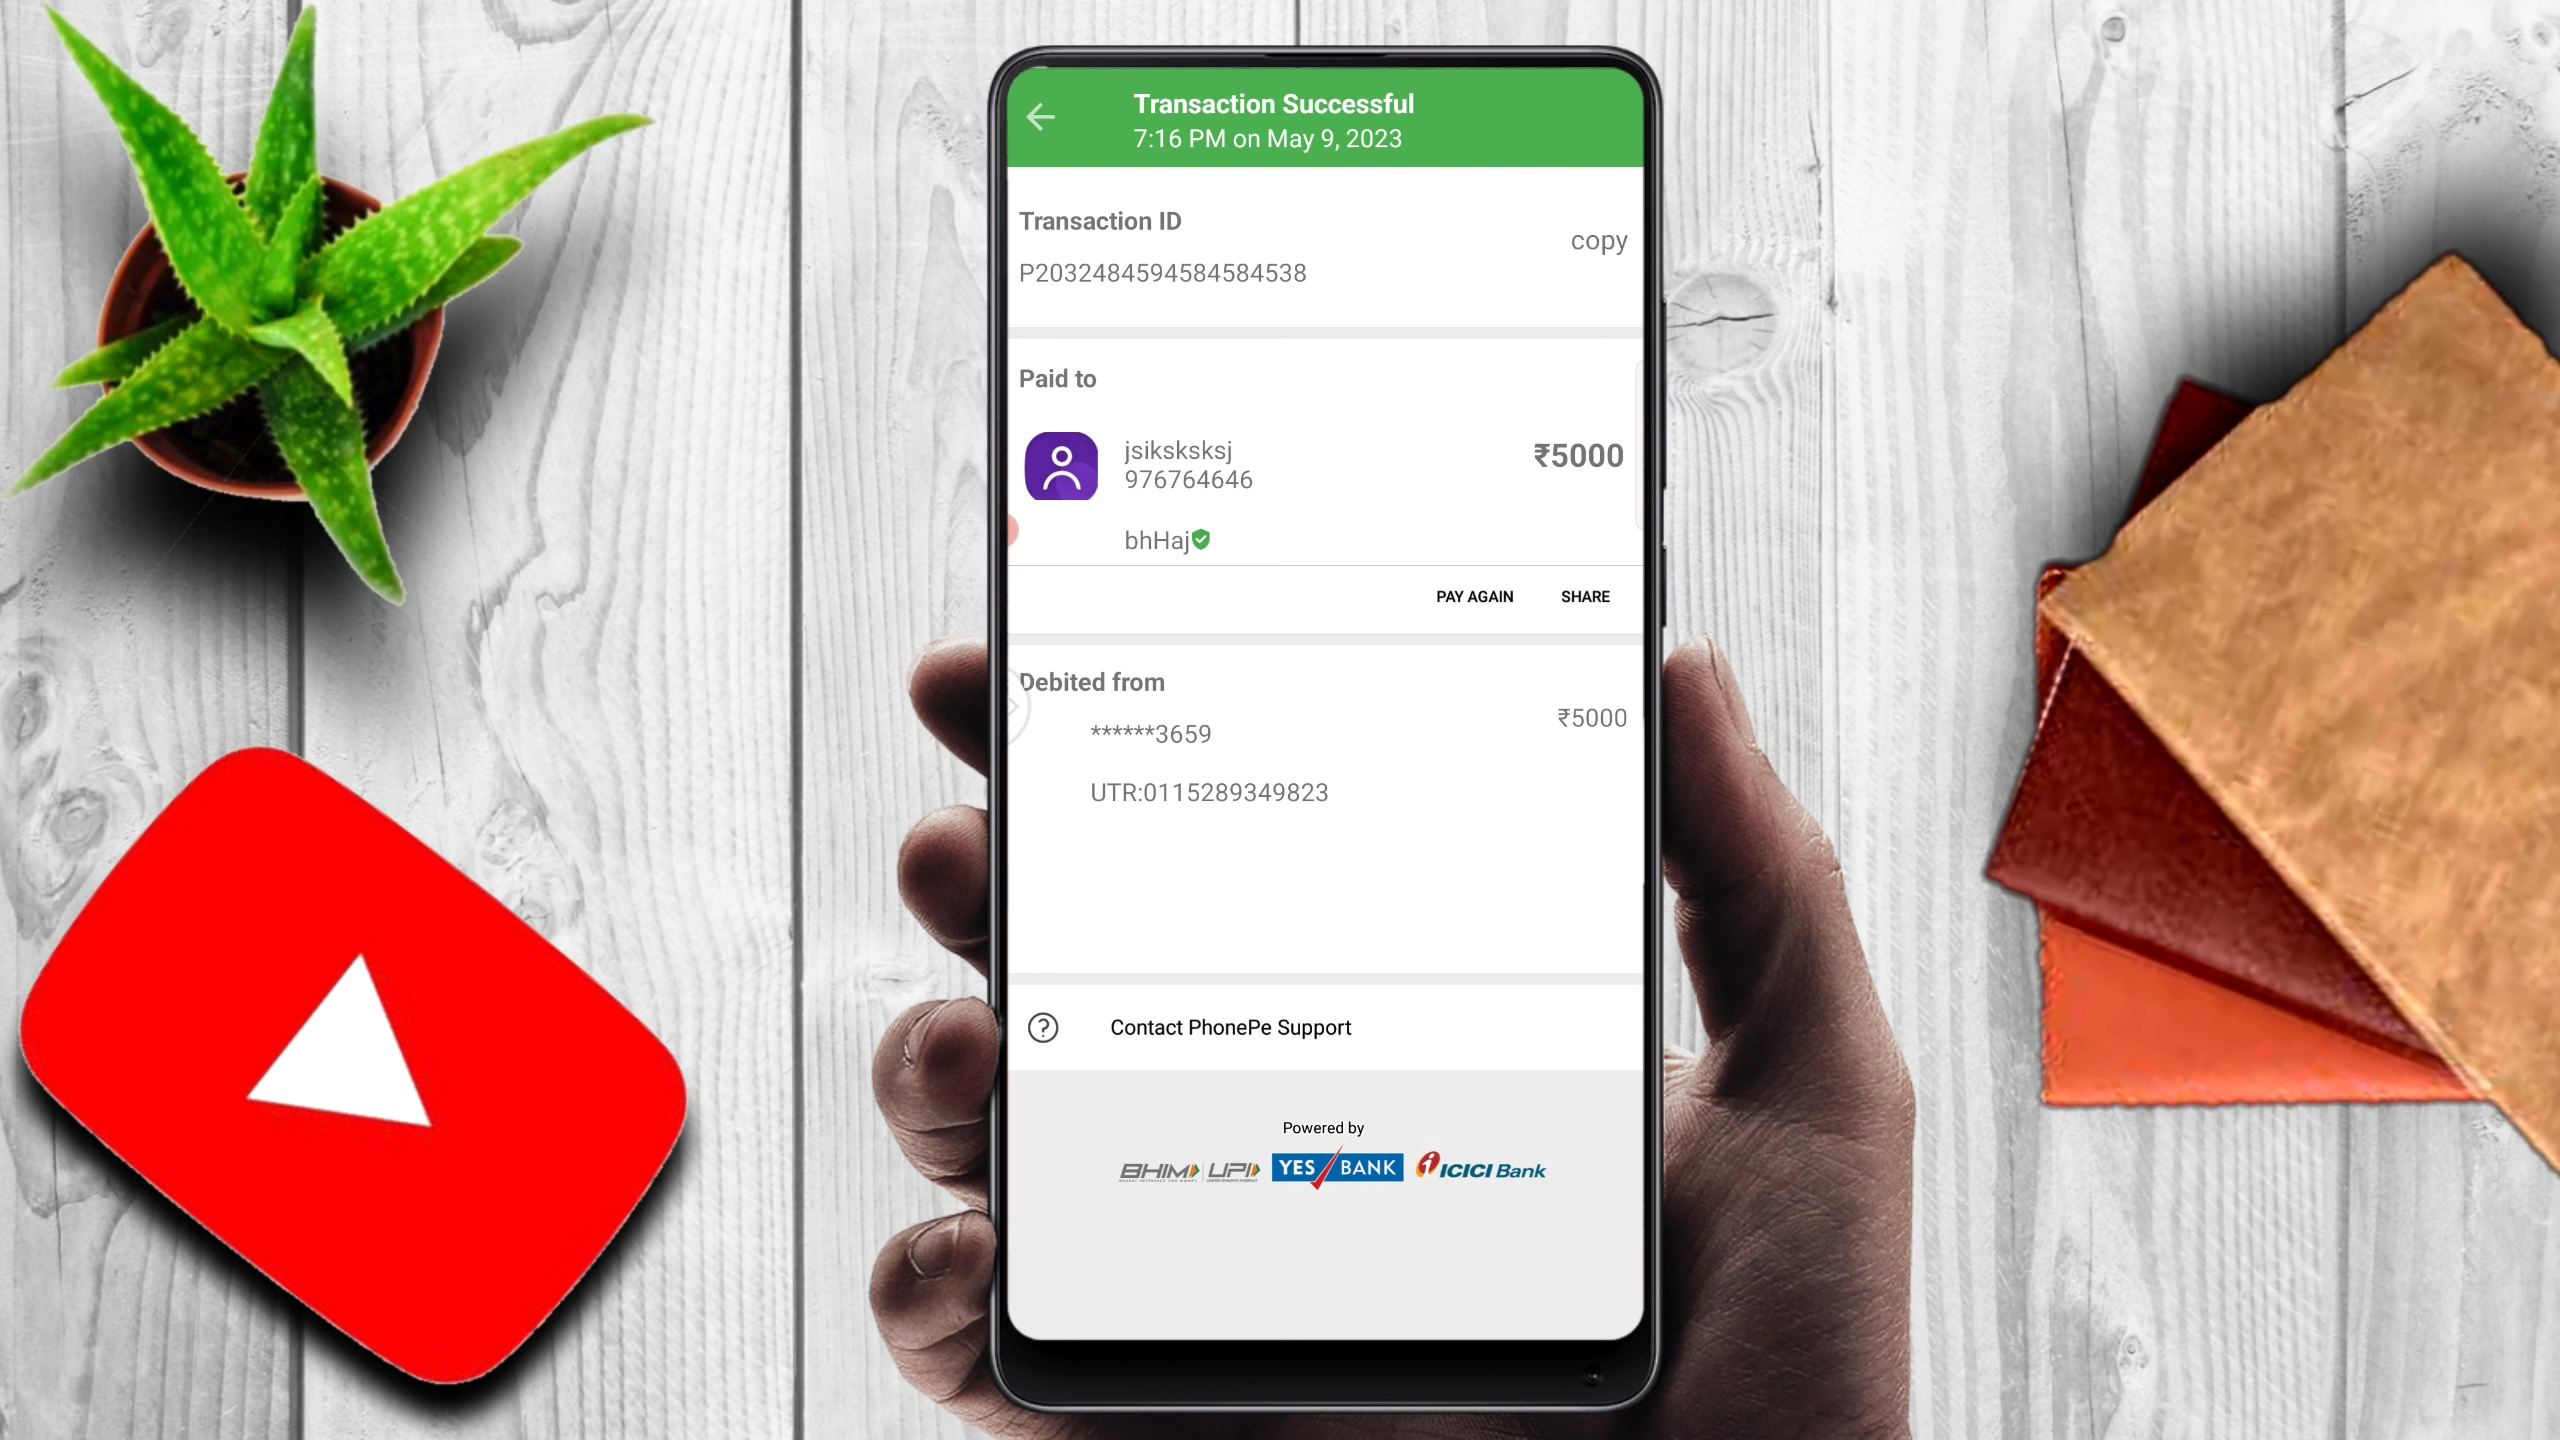 Transaction Successful
7:16 PM on May 9, 2023
Transaction ID
copy
P2032484594584584538
Paid to
jsiksksksj
₹5000
976764646
bhHaj
PAY AGAIN
SHARE
Debited from
₹5000
******3659
UTR:0115289349823
Contact PhonePe Support
Powered by
BHIM UPI YES BANK ICICI Bank